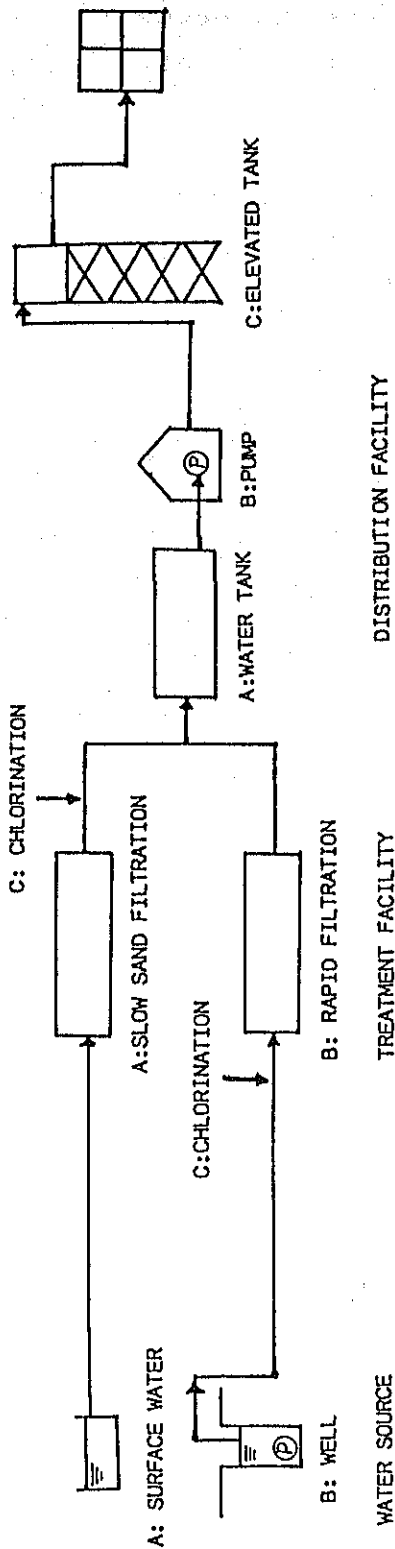 C: CHLORINATION
A:SLOW SAND FILTRATION
A: SURFACE WATER
C:CHLORINATION
B: RAPID FILTRATION
B: WELL
A:WATER TANK
P
B:PUMP
C:ELEVATED TANK
P
WATER SOURCE
TREATMENT FACILITY
DISTRIBUTION FACILITY